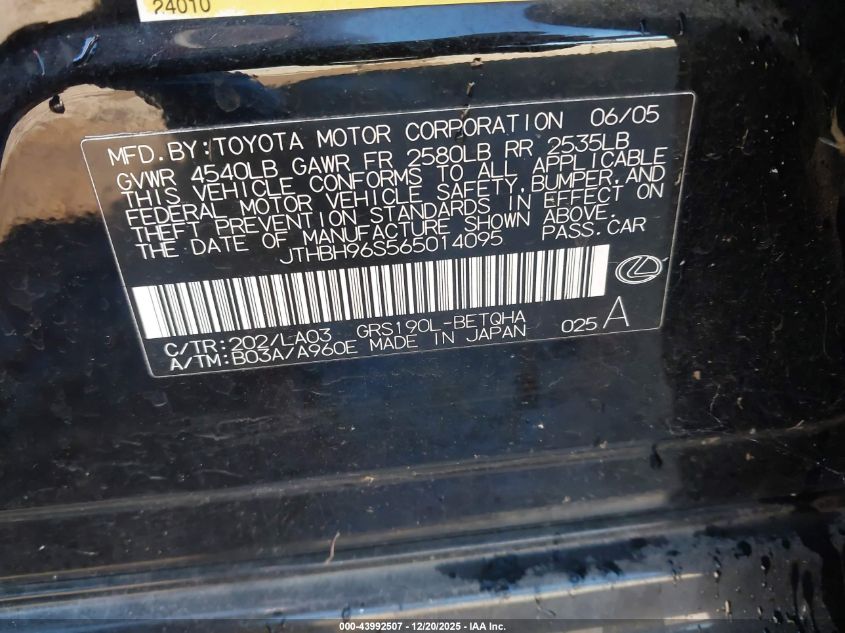 24010
MFD.BY:TOYOTA MOTOR CORPORATION 06/05
GVWR 4540LB GAWR FR 2580LB RR 2535LB
THIS VEHICLE CONFORMS TO ALL APPLICABLE
FEDERAL MOTOR VEHICLE SAFETY,BUMPER,AND
THEFT PREVENTION STANDARDS IN EFFECT ON
THE DATE OF MANUFACTURE SHOWN ABOVE.
JTHBH96S565014095 PASS.CAR
C/TR:202/LA03 GRS190L-BETQHA
A/TM:B03A/A960E MADE IN JAPAN 025 A
000-43992507 - 12/20/2025 - IAA Inc.